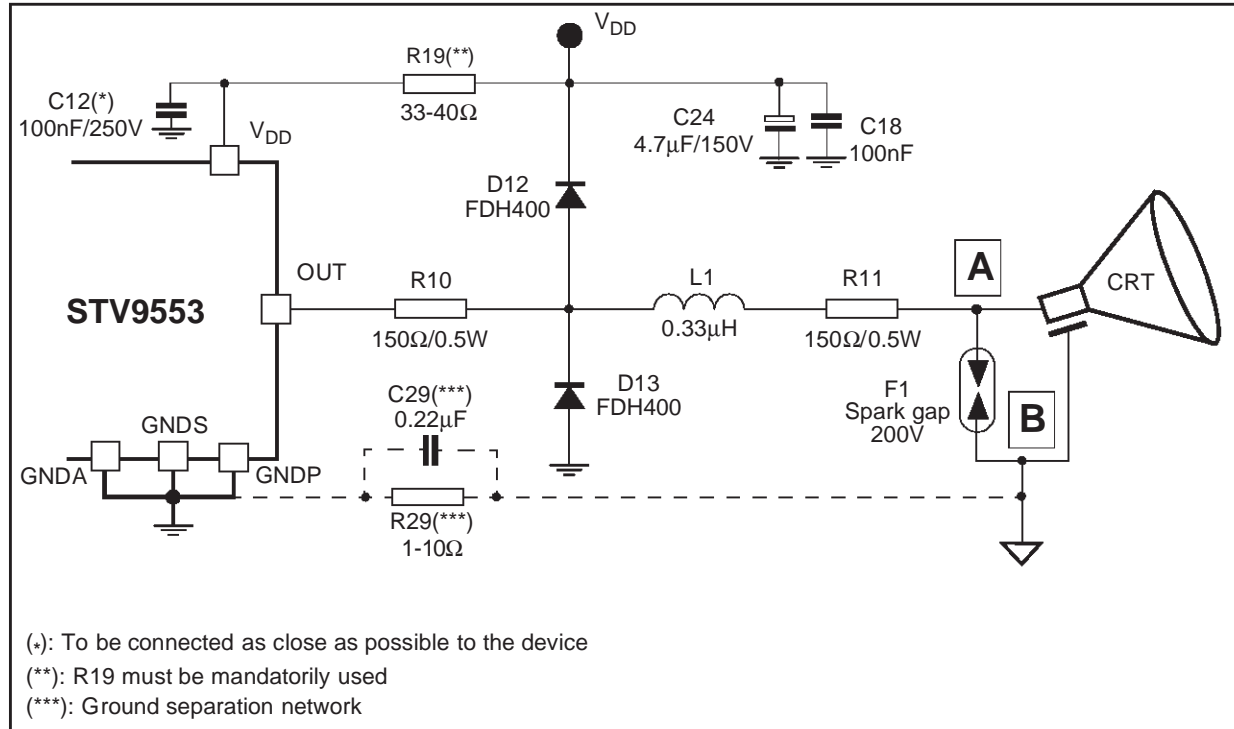 V_DD
R19(**)
33-40Ω
C12(*)
100nF/250V
V_DD
C24
4.7µF/150V
C18
100nF
D12
FDH400
OUT
R10
150Ω/0.5W
L1
0.33µH
R11
150Ω/0.5W
A
CRT
STV9553
D13
FDH400
C29(***)
0.22µF
F1
Spark gap
200V
B
GNDS
GNDA
GNDP
R29(***)
1-10Ω
(*): To be connected as close as possible to the device
(**): R19 must be mandatorily used
(***): Ground separation network